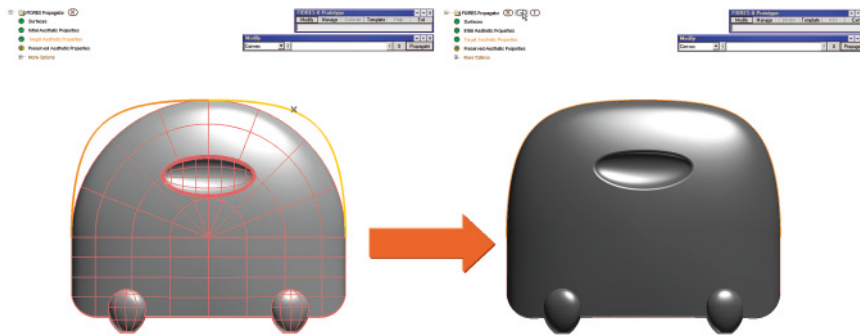 FIORES Propagator
Surfaces
Initial Aesthetic Properties
Target Aesthetic Properties
Preserved Aesthetic Properties
More Options
FIORES II Prototype
Modify Manage Template Exit
Modify
Convex
X Propagate
FIORES Propagator
Surfaces
Initial Aesthetic Properties
Target Aesthetic Properties
Preserved Aesthetic Properties
More Options
FIORES II Prototype
Modify Manage Template Exit
Modify
Convex
X Propagate